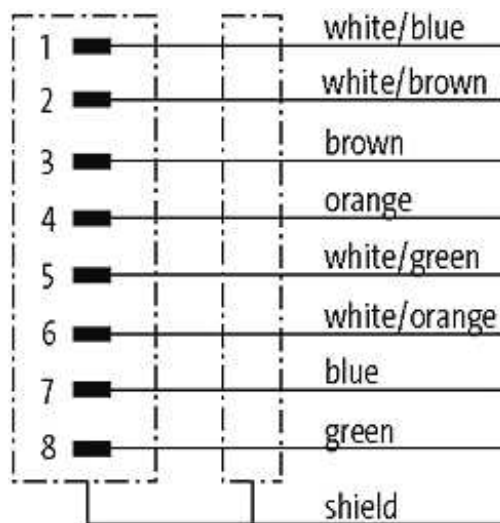 1 white/blue
2 white/brown
3 brown
4 orange
5 white/green
6 white/orange
7 blue
8 green
shield